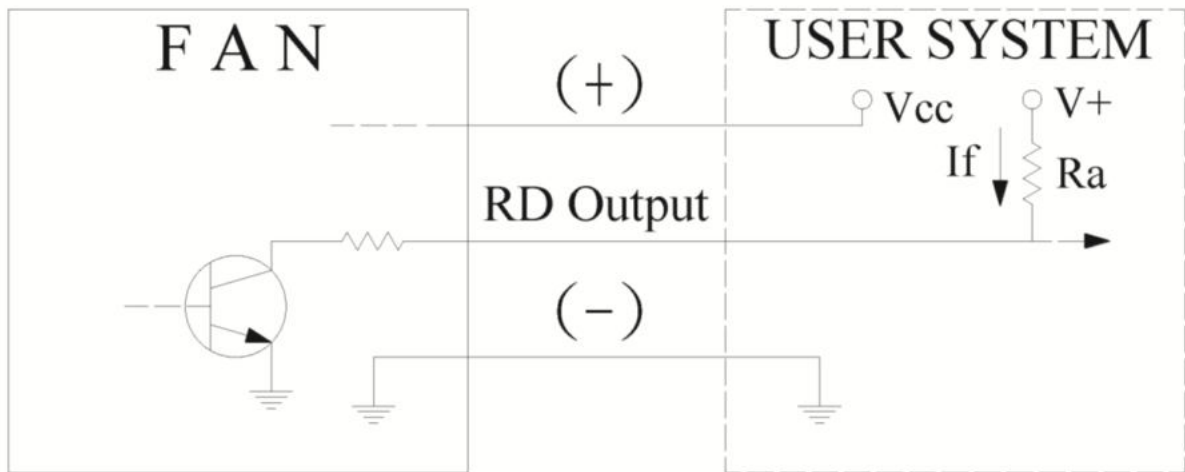 F A N
USER SYSTEM
(+)
Vcc
V+
If
Ra
RD Output
(-)